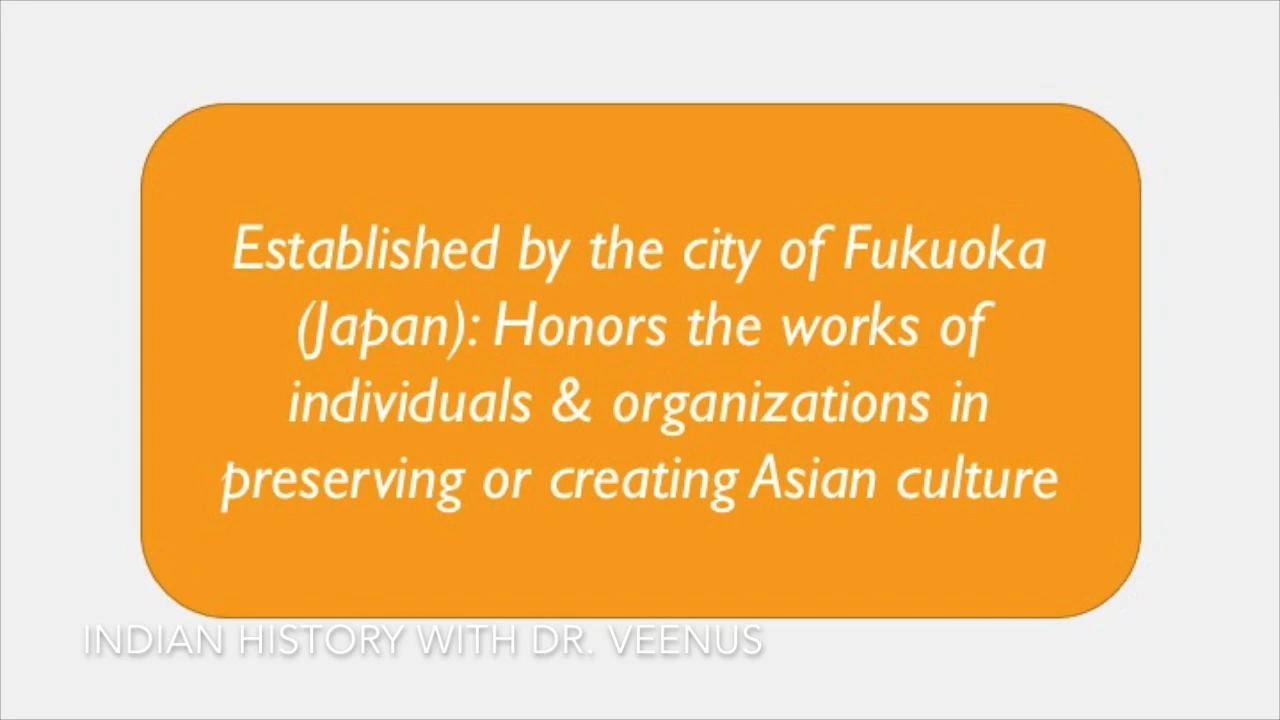 Established by the city of Fukuoka
(Japan): Honors the works of
individuals & organizations in
preserving or creating Asian culture
INDIAN HISTORY WITH DR. VEENUS